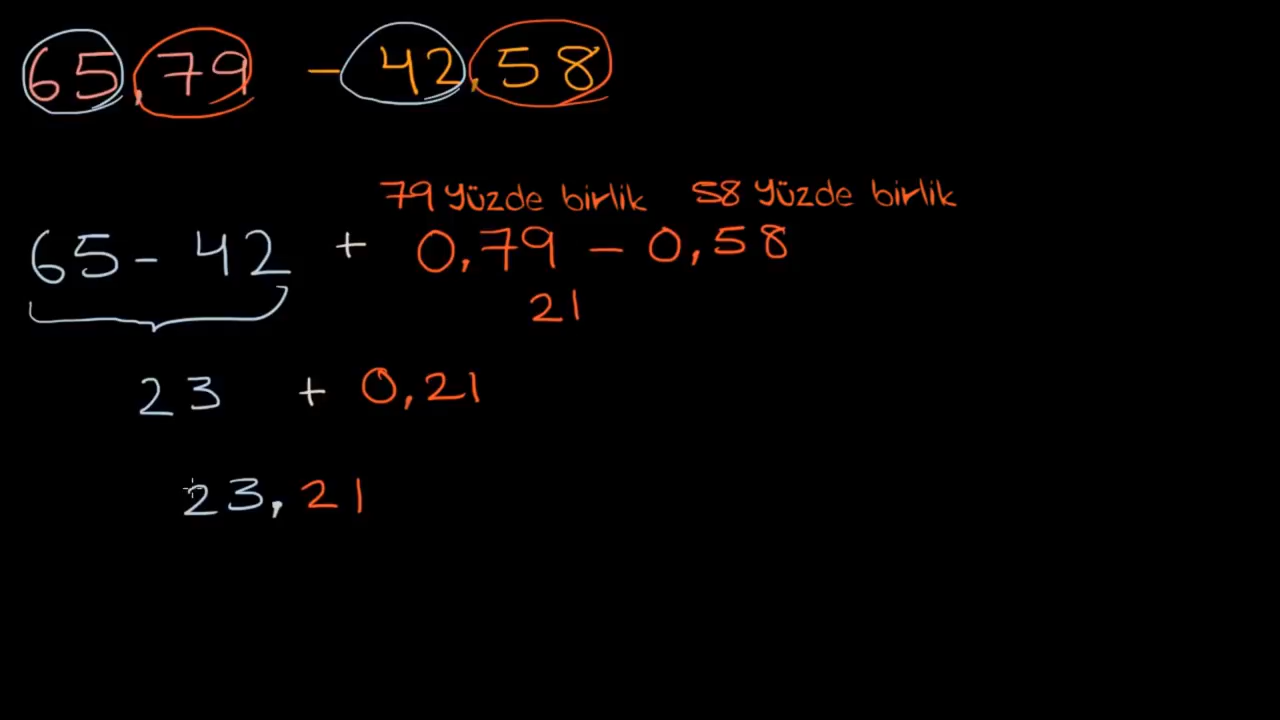 65,79 - 42,58
79 yüzde birlik 58 yüzde birlik
65 - 42 + 0,79 - 0,58
21
23 + 0,21
23,21